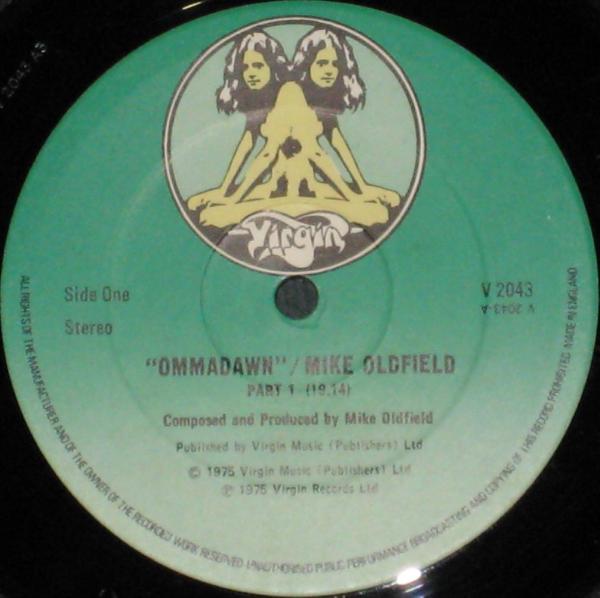 Virgin
Side One
Stereo
V 2043
V 2043-A
"OMMADAWN" / MIKE OLDFIELD
PART 1 (19.14)
Composed and Produced by Mike Oldfield
Published by Virgin Music (Publishers) Ltd
© 1975 Virgin Music (Publishers) Ltd
℗ 1975 Virgin Records Ltd
ALL RIGHTS OF THE MANUFACTURER AND OF THE OWNER OF THE RECORDED WORK RESERVED UNAUTHORISED PUBLIC PERFORMANCE BROADCASTING AND COPYING OF THIS RECORD PROHIBITED MADE IN ENGLAND